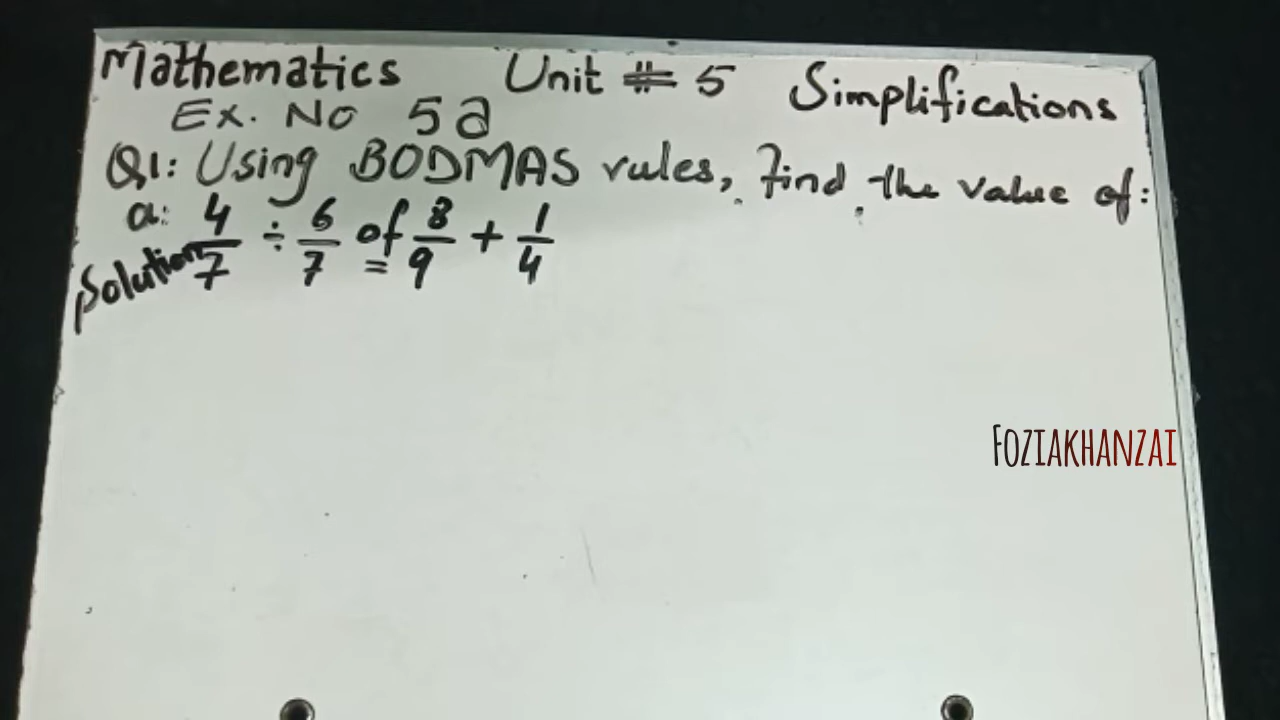 Mathematics Unit # 5 Simplifications
Ex. No 5a
Q1: Using BODMAS rules, find the value of:
a: 4/7 ÷ 6/7 of 8/9 + 1/4
Solution
FOZIAKHANZAI